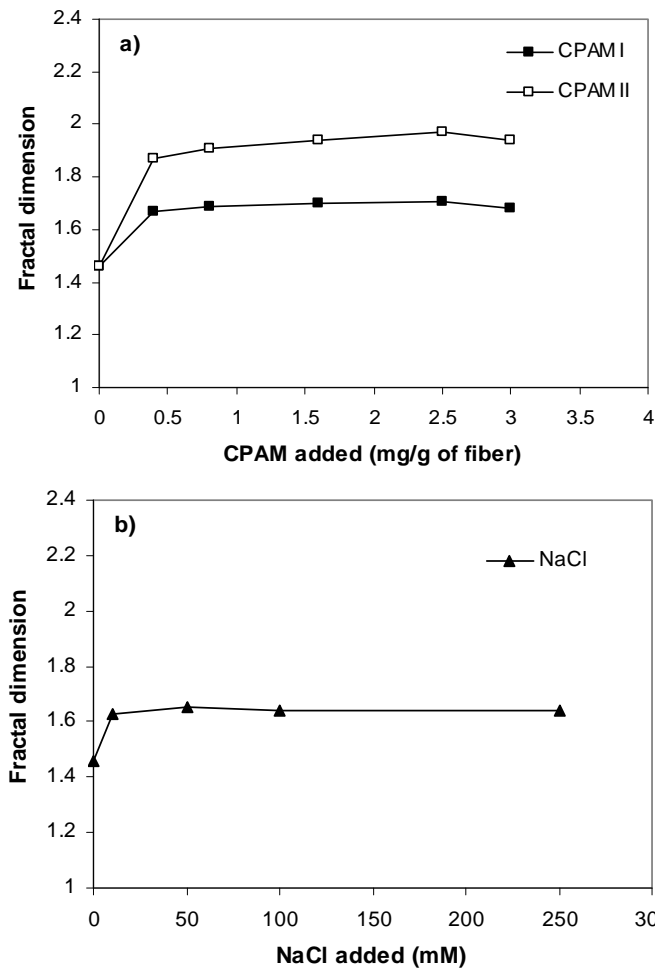 a)
CPAM I
CPAM II
Fractal dimension
2.4
2.2
2
1.8
1.6
1.4
1.2
1
0 0.5 1 1.5 2 2.5 3 3.5 4
CPAM added (mg/g of fiber)
b)
NaCl
Fractal dimension
2.4
2.2
2
1.8
1.6
1.4
1.2
1
0 50 100 150 200 250 30
NaCl added (mM)